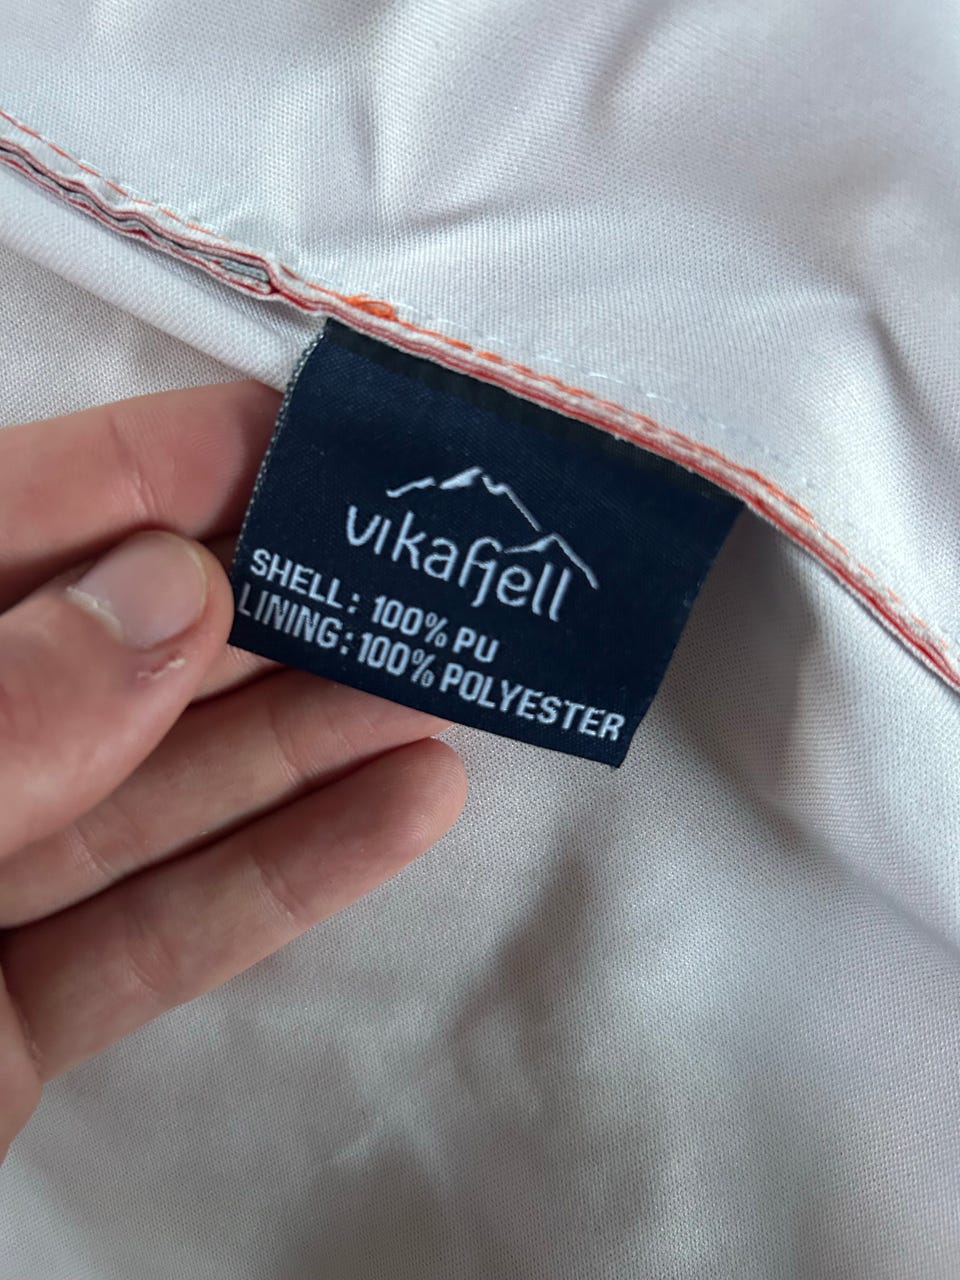 vikafjell
SHELL: 100% PU
LINING: 100% POLYESTER